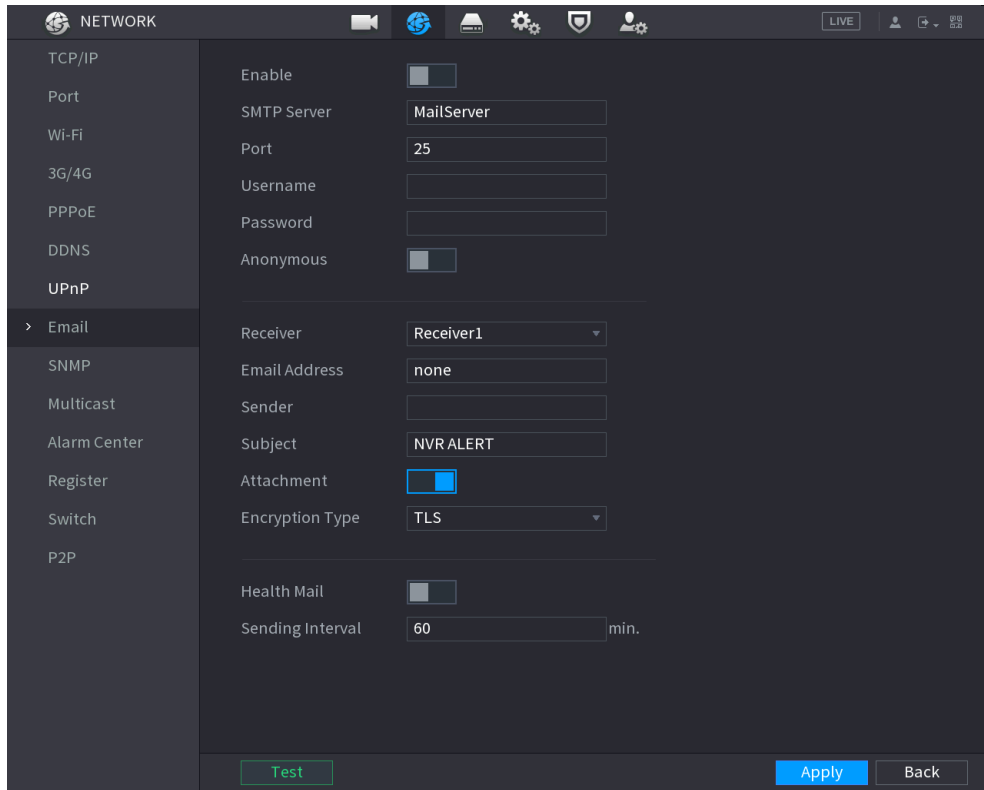 NETWORK
LIVE
TCP/IP
Port
Wi-Fi
3G/4G
PPPoE
DDNS
UPnP
Email
SNMP
Multicast
Alarm Center
Register
Switch
P2P
Enable
SMTP Server MailServer
Port 25
Username
Password
Anonymous
Receiver Receiver1
Email Address none
Sender
Subject NVR ALERT
Attachment
Encryption Type TLS
Health Mail
Sending Interval 60 min.
Test Apply Back